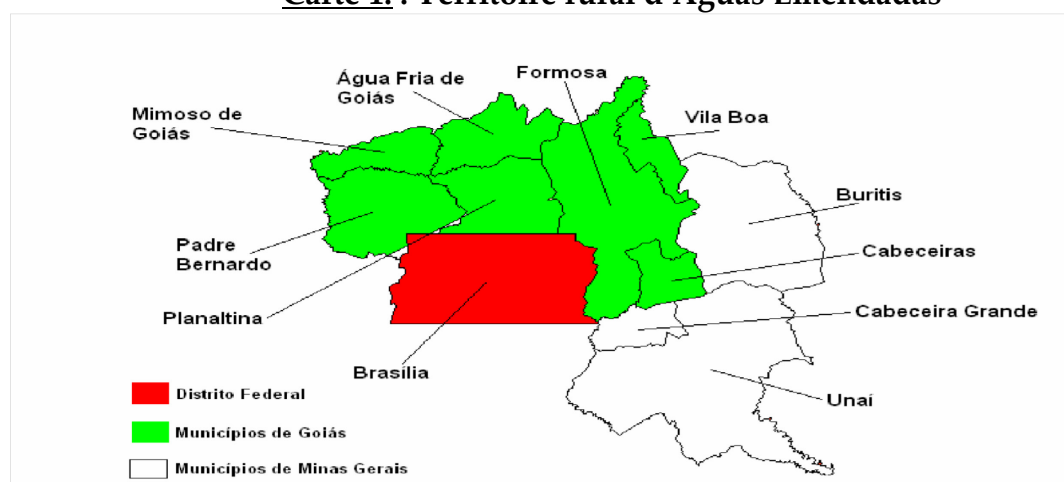 Carte 1. : Territoire rural d'Águas Emendadas
Água Fria de
Goiás
Formosa
Mimoso de
Goiás
Vila Boa
Buritis
Padre
Bernardo
Cabeceiras
Planaltina
Cabeceira Grande
Brasília
Unaí
Distrito Federal
Municípios de Goiás
Municípios de Minas Gerais